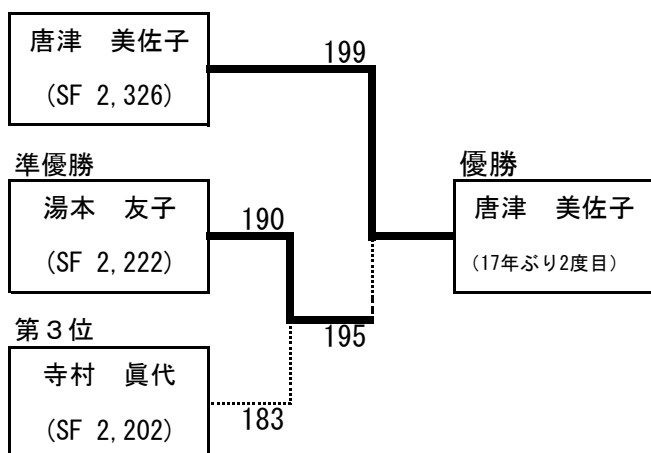 唐津　美佐子
(SF 2,326)
199
準優勝
湯本　友子
(SF 2,222)
190
優勝
唐津　美佐子
(17年ぶり2度目)
195
第３位
寺村　眞代
(SF 2,202)
183